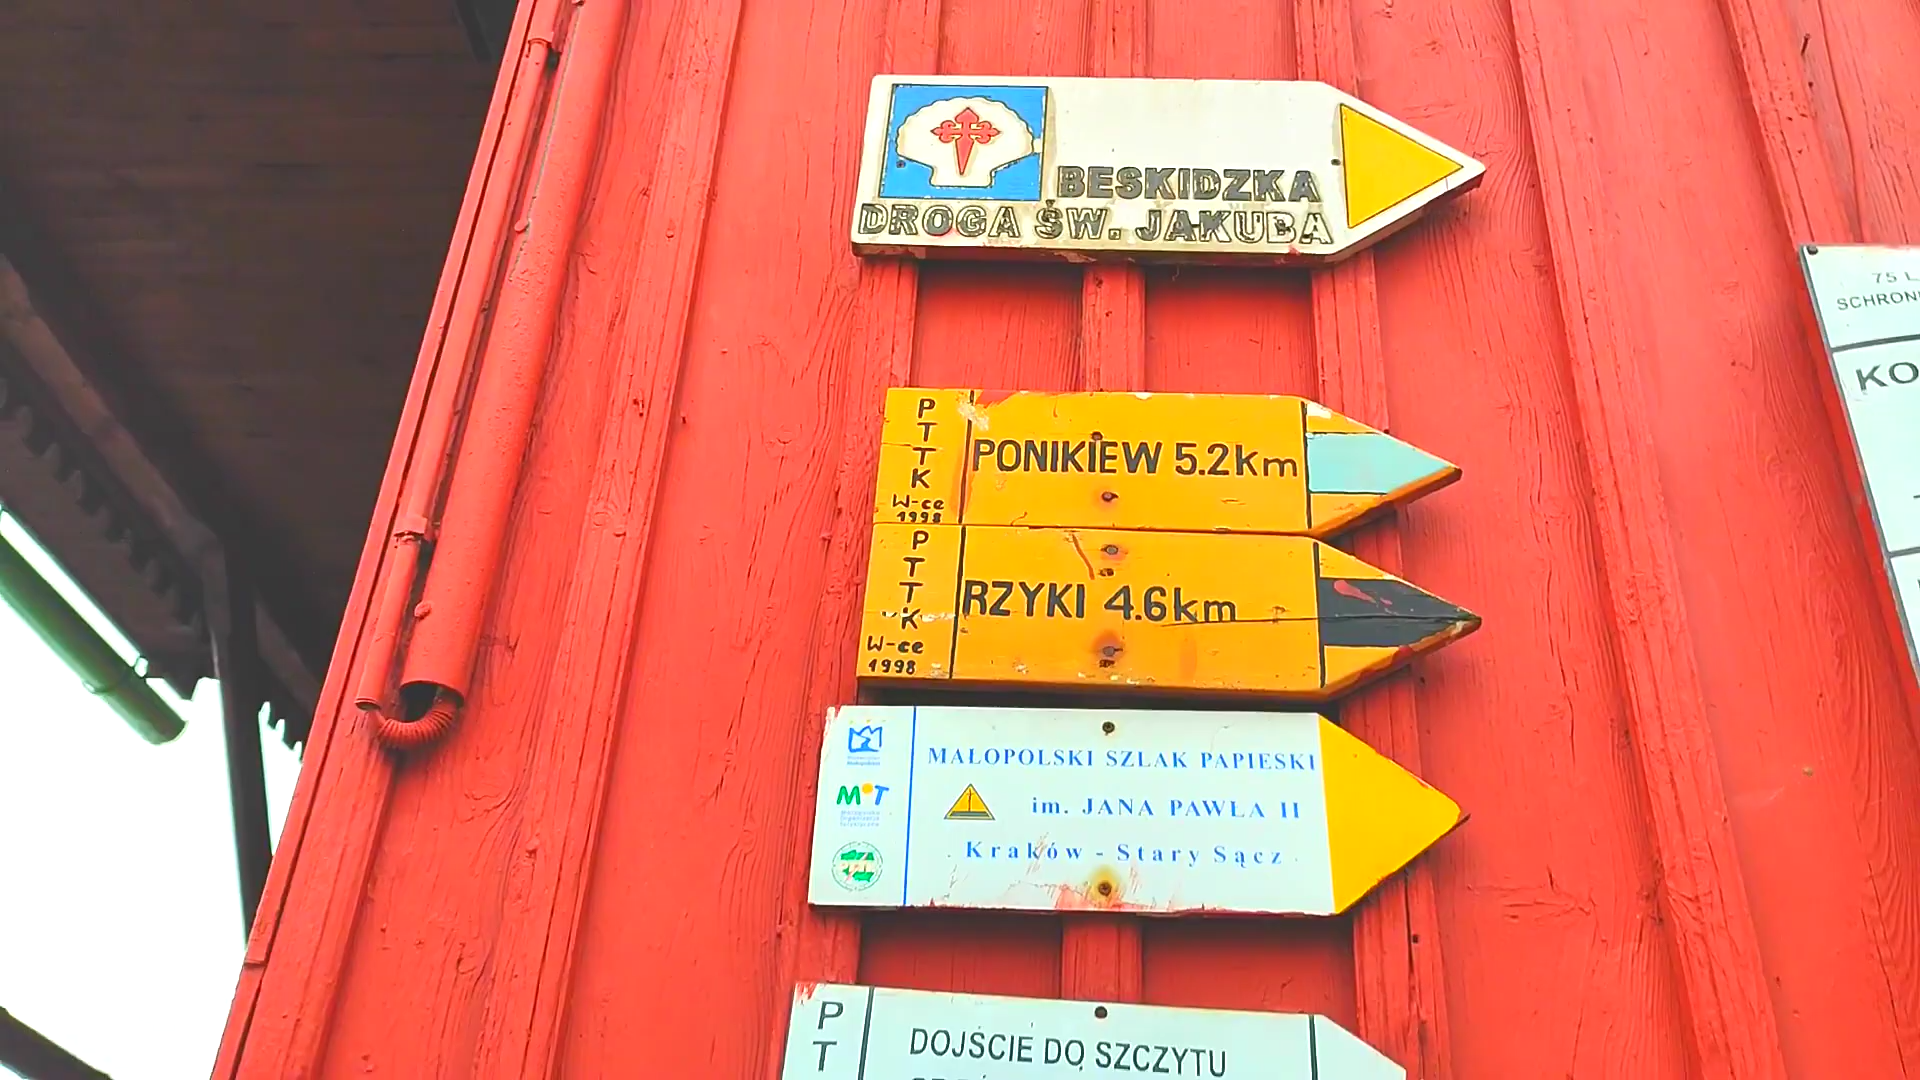 BESKIDZKA
DROGA ŚW. JAKUBA
PTTK
W-ce
1998
PONIKIEW 5.2km
PTTK
W-ce
1998
RZYKI 4.6km
MAŁOPOLSKI SZLAK PAPIESKI
im. JANA PAWŁA II
Kraków - Stary Sącz
MOT
PT
DOJŚCIE DO SZCZYTU
75 L
SCHRON
KO